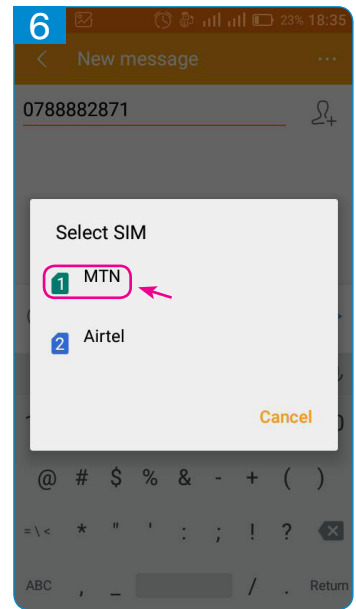 6
23% 18:35
< New message ...
0788882871
Select SIM
1 MTN
2 Airtel
Cancel
@ # $ % & - + ( )
= \ < * " ' : ; ! ?
ABC , _ / . Return